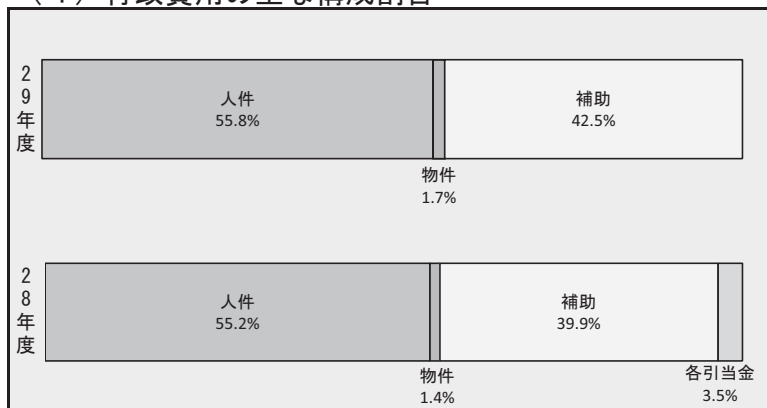 29年度
人件
55.8%
補助
42.5%
物件
1.7%
28年度
人件
55.2%
補助
39.9%
物件
1.4%
各引当金
3.5%